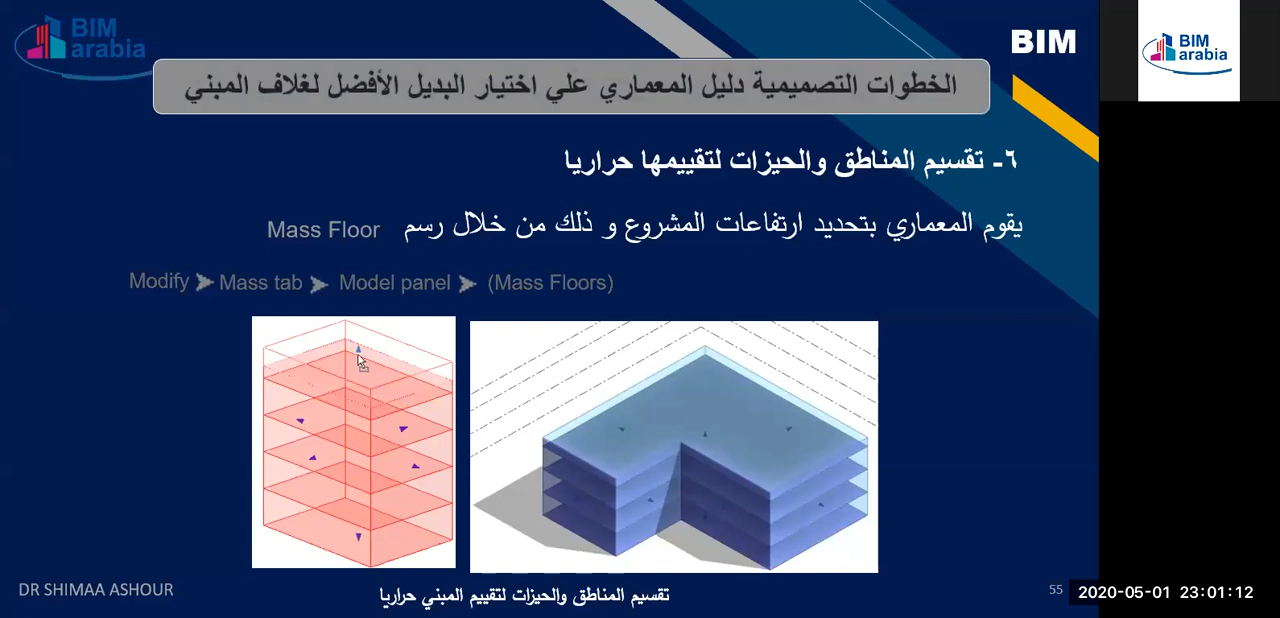 BIM
arabia
BIM
BIM
arabia
الخطوات التصميمية دليل المعماري علي اختيار البديل الأفضل لغلاف المبني
٦- تقسيم المناطق والحيزات لتقييمها حراريا
يقوم المعماري بتحديد ارتفاعات المشروع و ذلك من خلال رسم Mass Floor
Modify ➤ Mass tab ➤ Model panel ➤ (Mass Floors)
تقسيم المناطق والحيزات لتقييم المبني حراريا
DR SHIMAA ASHOUR
55
2020-05-01 23:01:12